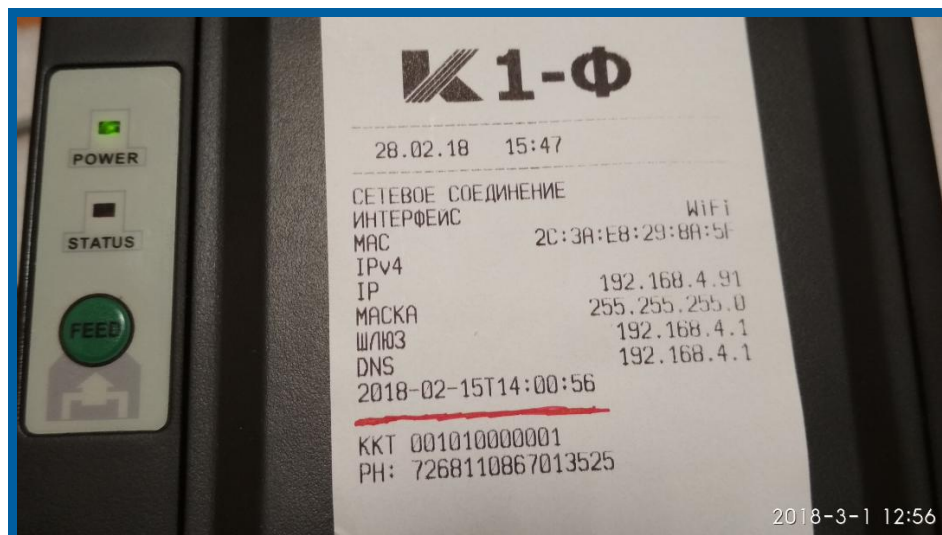 POWER
STATUS
FEED
К 1-Ф
28.02.18 15:47
СЕТЕВОЕ СОЕДИНЕНИЕ
ИНТЕРФЕЙС WiFi
MAC 2C:3A:E8:29:8A:5F
IPv4
IP 192.168.4.91
МАСКА 255.255.255.0
ШЛЮЗ 192.168.4.1
DNS 192.168.4.1
2018-02-15T14:00:56
ККТ 001010000001
РН: 7268110867013525
2018-3-1 12:56